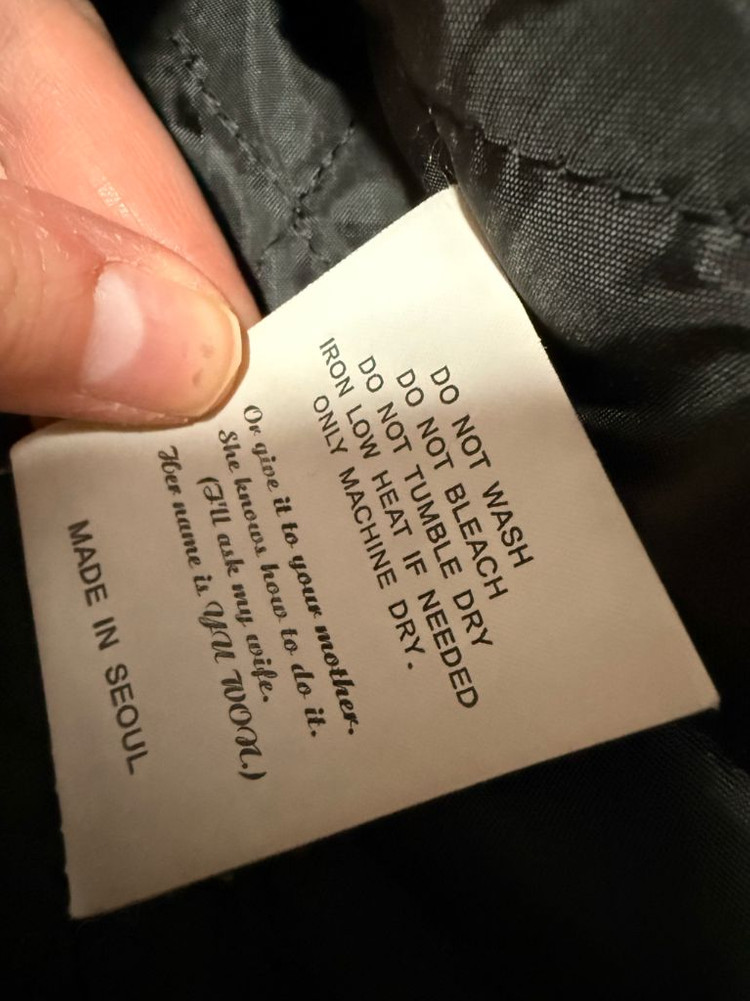 DO NOT WASH
DO NOT BLEACH
DO NOT TUMBLE DRY
IRON LOW HEAT IF NEEDED
ONLY MACHINE DRY.
Or give it to your mother.
She knows how to do it.
(I'll ask my wife.
Her name is YU WON.)
MADE IN SEOUL